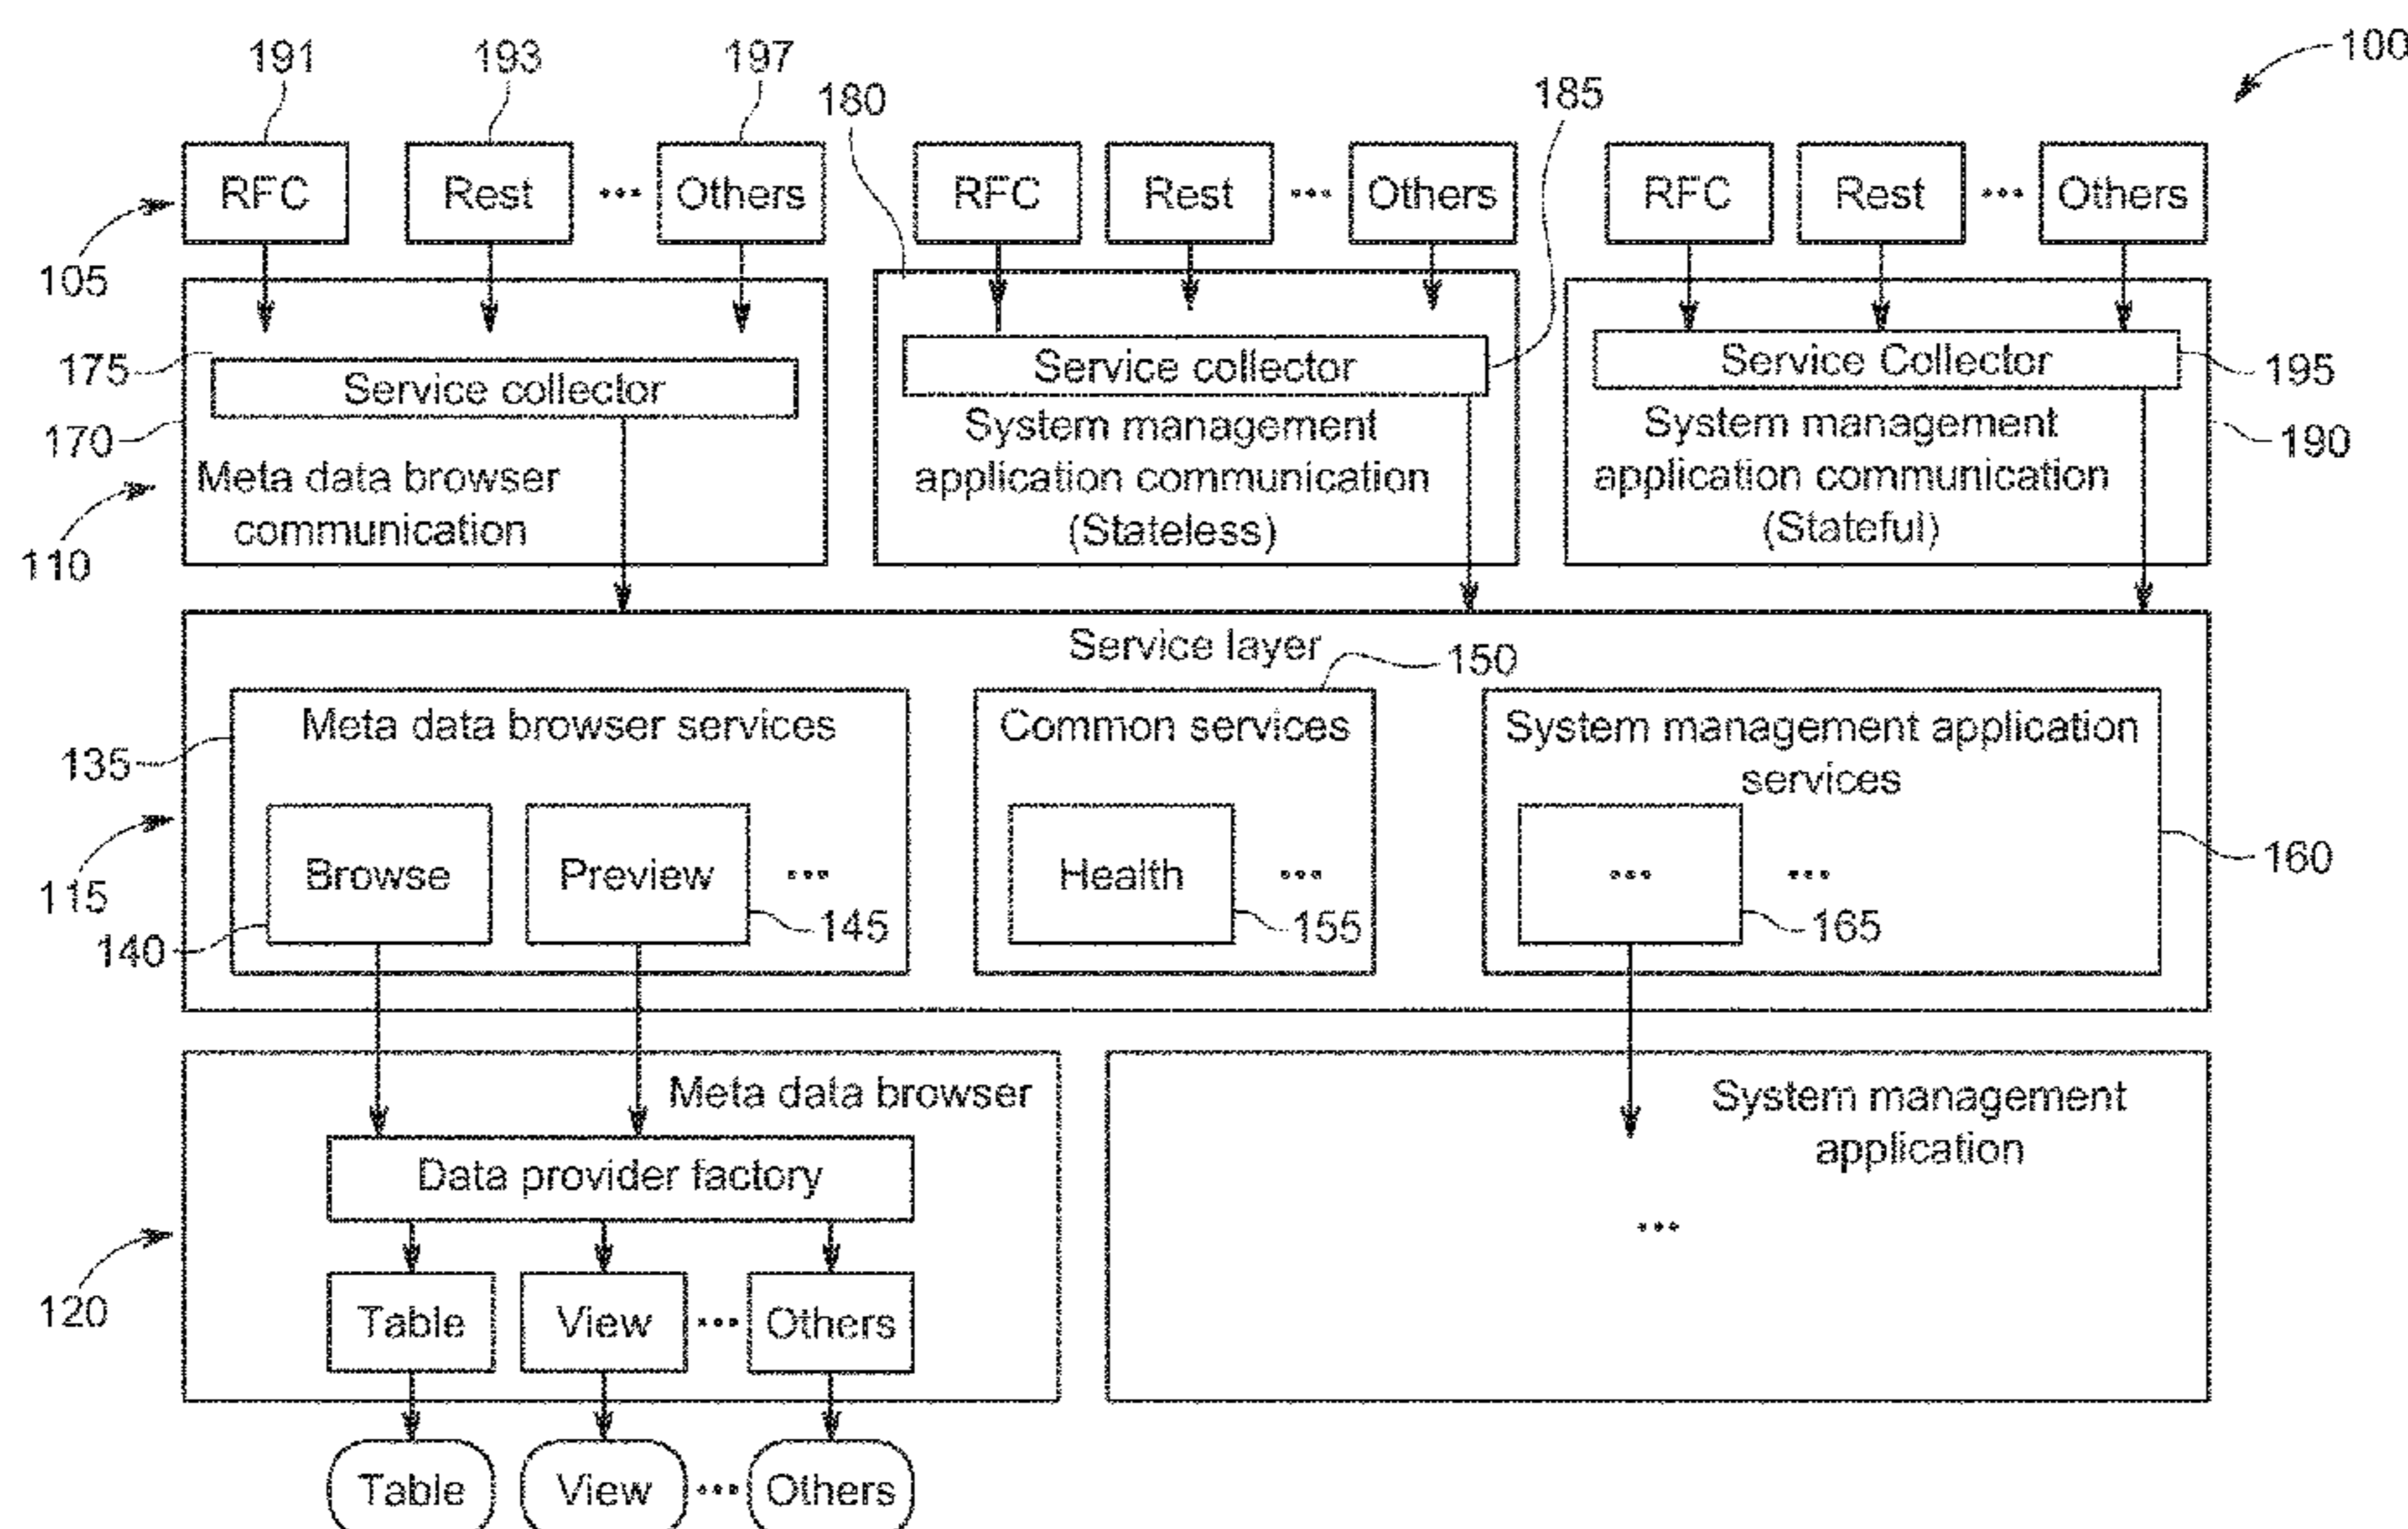 191 193 197 100
180 185
RFC Rest ... Others RFC Rest ... Others RFC Rest ... Others
105
175 Service collector Service collector Service Collector 195
170 190
Meta data browser
communication
System management
application communication
(Stateless)
System management
application communication
(Stateful)
110
Service layer
150
Meta data browser services Common services System management application
services
135
Browse Preview ... Health ... ... ...
115 160
140 145 155 165
Meta data browser System management
application
Data provider factory
...
120
Table View ... Others
Table View ... Others